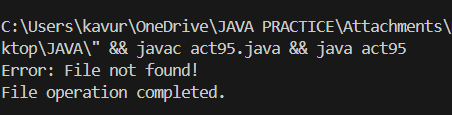 C:\Users\kavur\OneDrive\JAVA PRACTICE\Attachments\
ktop\JAVA\" && javac act95.java && java act95
Error: File not found!
File operation completed.